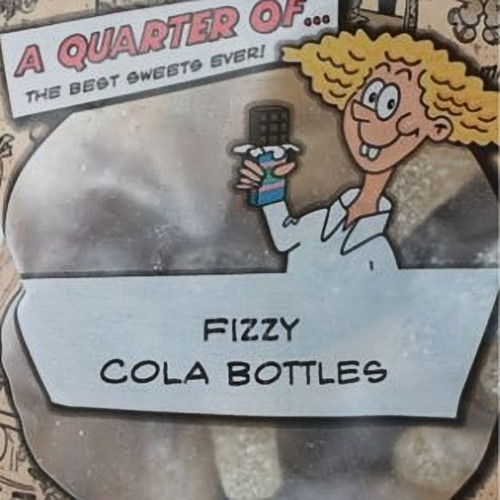 A QUARTER OF...
THE BEST SWEETS EVER!
FIZZY
COLA BOTTLES